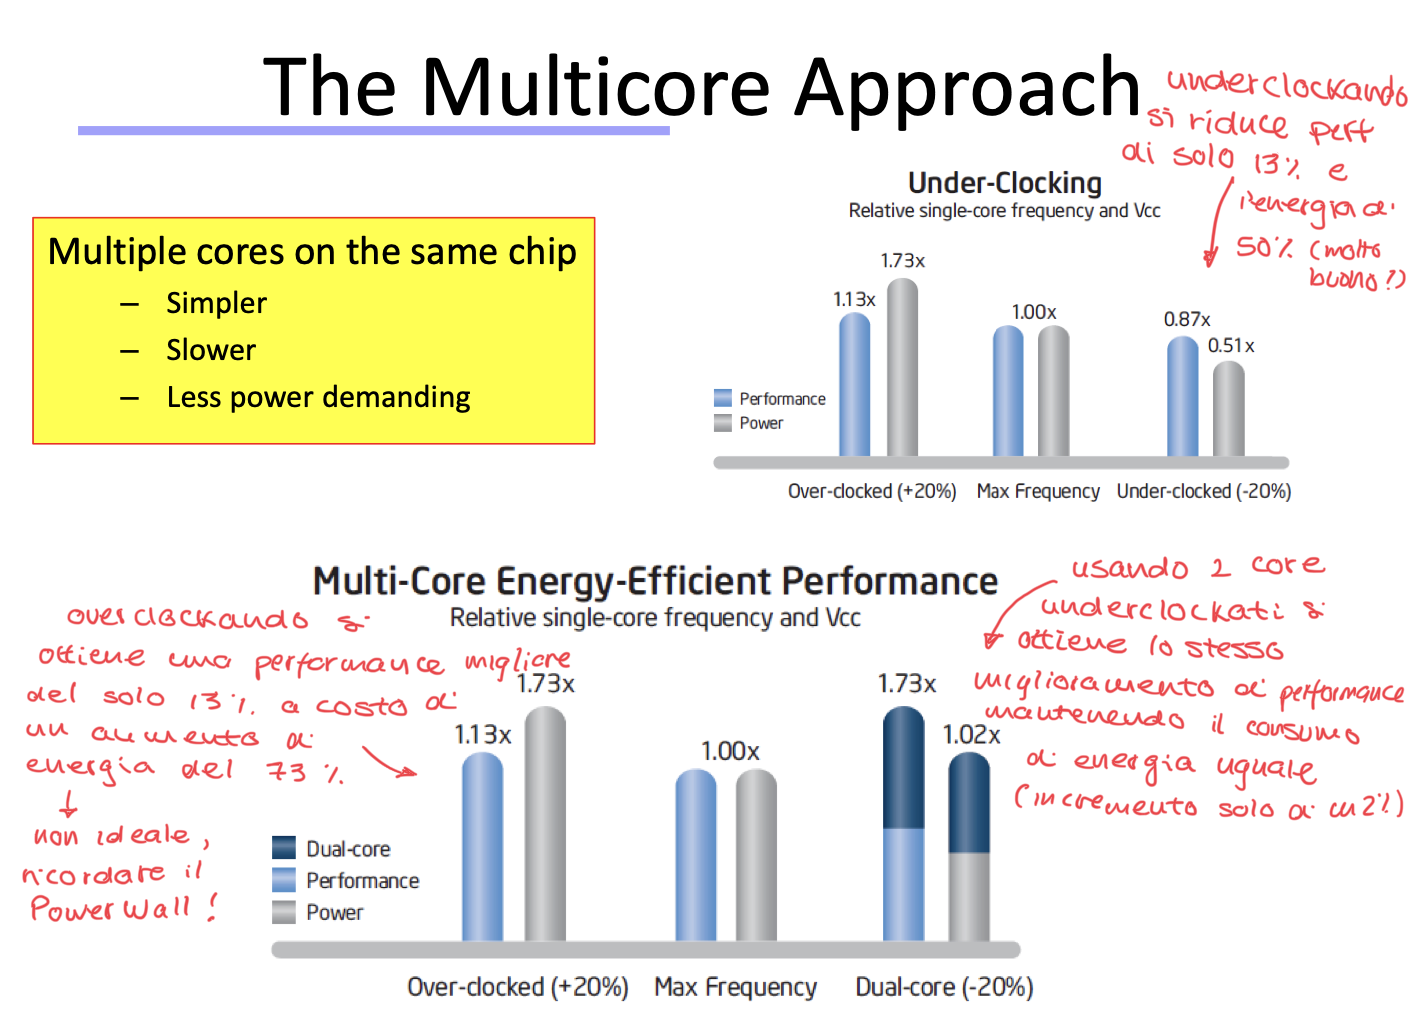 The Multicore Approach
underclockando
si riduce perf
di solo 13% e
l'energia di
50% (molto
buono?)
Multiple cores on the same chip
– Simpler
– Slower
– Less power demanding
Under-Clocking
Relative single-core frequency and Vcc
1.13x
1.73x
1.00x
0.87x
0.51x
Performance
Power
Over-clocked (+20%)
Max Frequency
Under-clocked (-20%)
Multi-Core Energy-Efficient Performance
Relative single-core frequency and Vcc
overclockando si
ottiene una performance migliore
del solo 13% a costo di
un aumento di
energia del 73%
non ideale,
ricordare il
PowerWall!
usando 2 core
underclockati si
ottiene lo stesso
miglioramento di performance
mantenendo il consumo
di energia uguale
(incremento solo di un 2%)
1.13x
1.73x
1.00x
1.73x
1.02x
Dual-core
Performance
Power
Over-clocked (+20%)
Max Frequency
Dual-core (-20%)